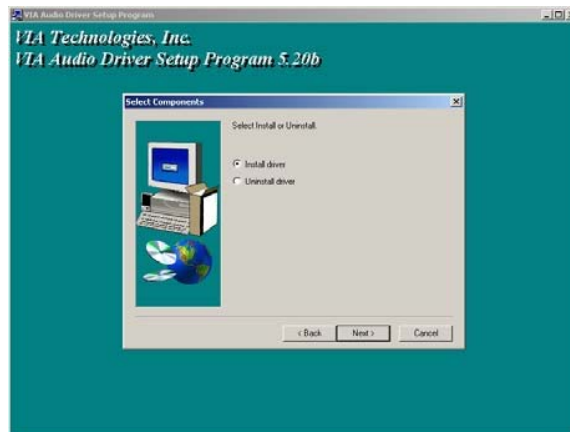 VIA Audio Driver Setup Program
VIA Technologies, Inc.
VIA Audio Driver Setup Program 5.20b
Select Components
Select Install or Uninstall.
Install driver
Uninstall driver
< Back Next > Cancel